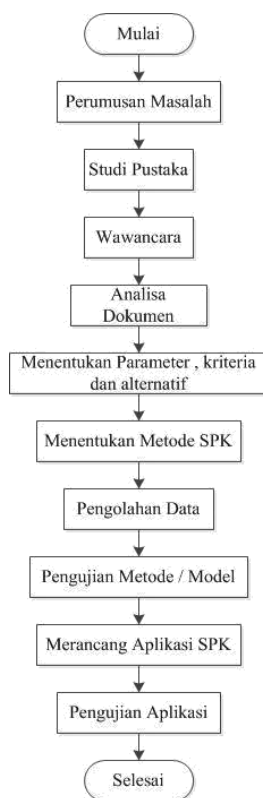 Mulai
Perumusan Masalah
Studi Pustaka
Wawancara
Analisa
Dokumen
Menentukan Parameter , kriteria
dan alternatif
Menentukan Metode SPK
Pengolahan Data
Pengujian Metode / Model
Merancang Aplikasi SPK
Pengujian Aplikasi
Selesai